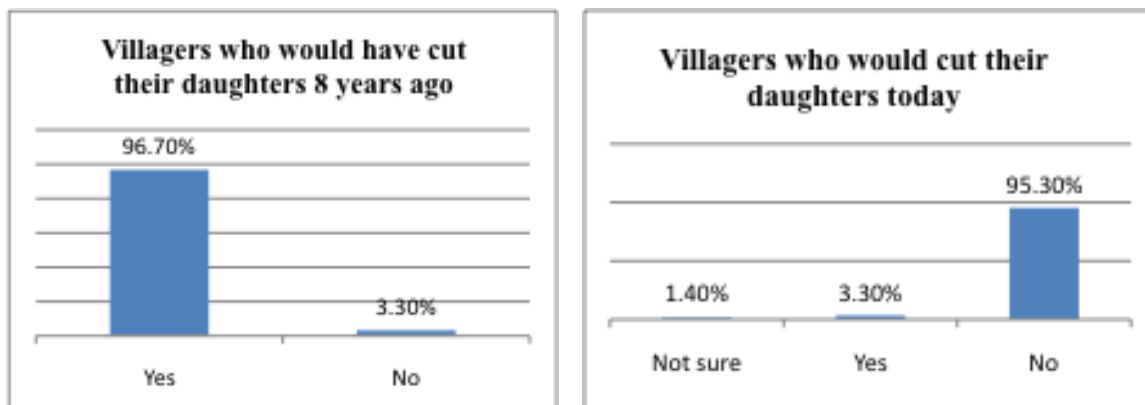 Villagers who would have cut
their daughters 8 years ago
96.70%
3.30%
Yes
No
Villagers who would cut their
daughters today
1.40%
3.30%
95.30%
Not sure
Yes
No